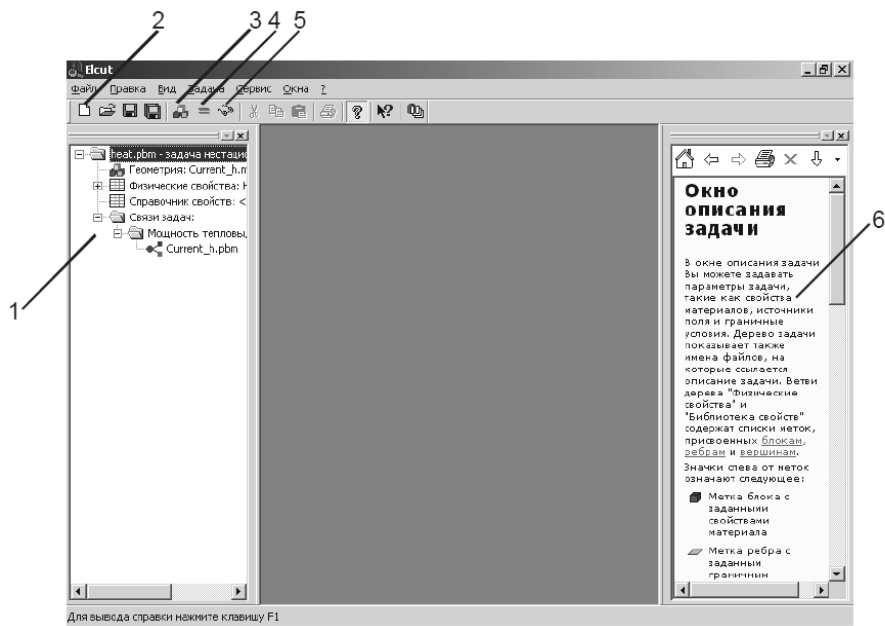 2
3 4 5
Elcut
Файл Правка Вид Задача Сервис Окна ?
heat.pbm - задача нестацио
Геометрия: Current_h.m
Физические свойства: H
Справочник свойств: <
Связи задач:
Мощность тепловы
Current_h.pbm
1
Окно
описания
задачи
6
В окне описания задачи
Вы можете задавать
параметры задачи,
такие как свойства
материалов, источники
поля и граничные
условия. Дерево задачи
показывает также
имена файлов, на
которые ссылается
описание задачи. Ветви
дерева "Физические
свойства" и
"Библиотека свойств"
содержат списки меток,
присвоенных блокам,
ребрам и вершинам.
Значки слева от меток
означают следующее:
Метка блока с
заданными
свойствами
материала
Метка ребра с
заданным
граничным
Для вывода справки нажмите клавишу F1